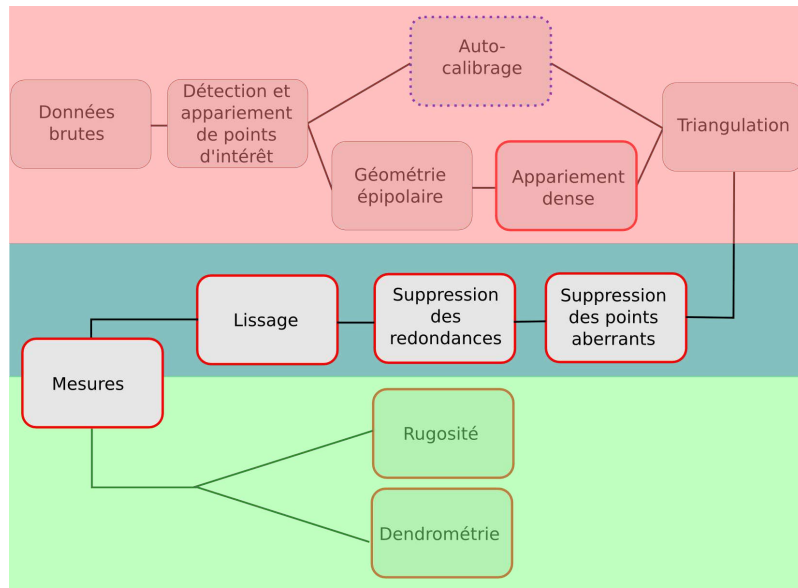 Données
brutes
Détection et
appariement
de points
d'intérêt
Auto-
calibrage
Géométrie
épipolaire
Appariement
dense
Triangulation
Suppression
des points
aberrants
Suppression
des
redondances
Lissage
Mesures
Rugosité
Dendrométrie